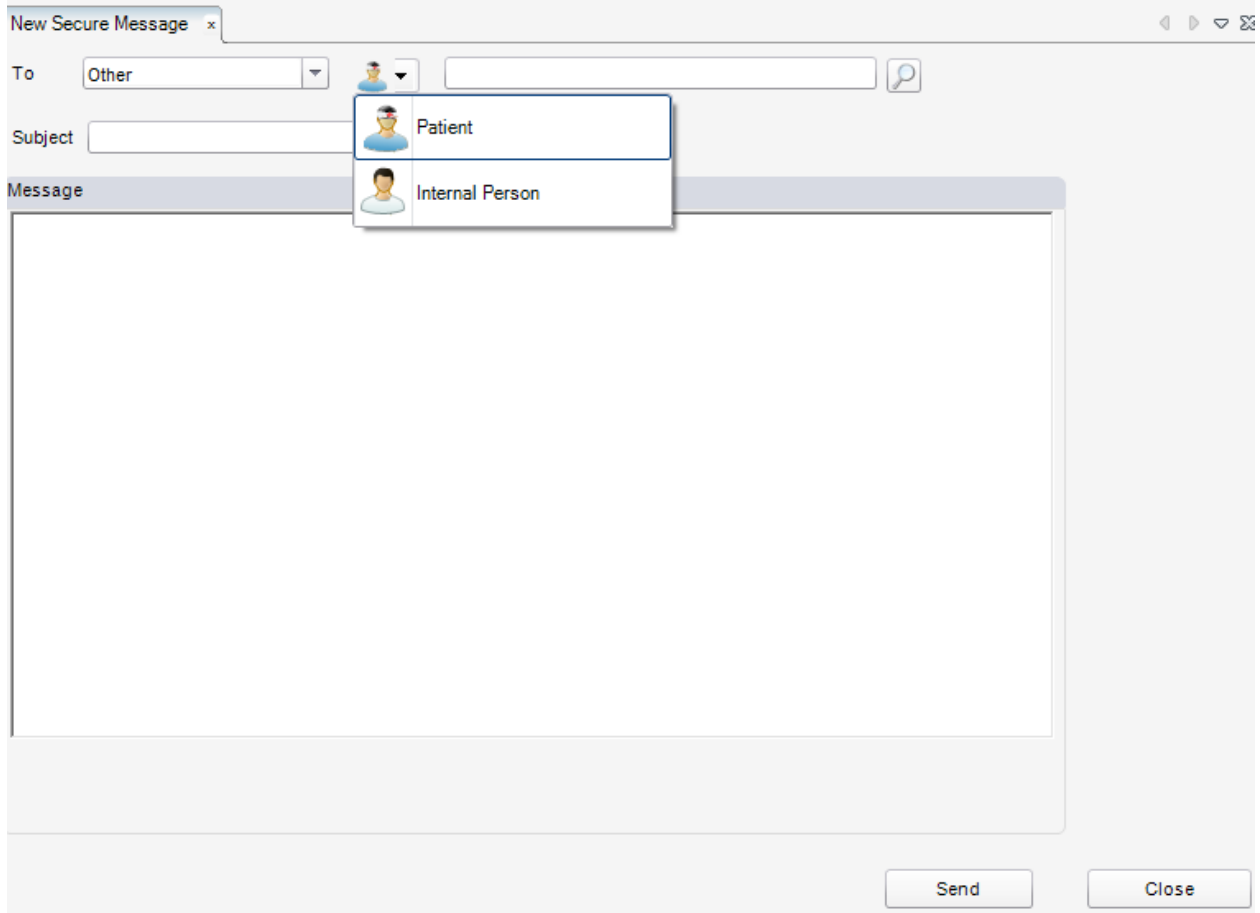 New Secure Message x
To Other
Patient
Subject
Internal Person
Message
Send Close